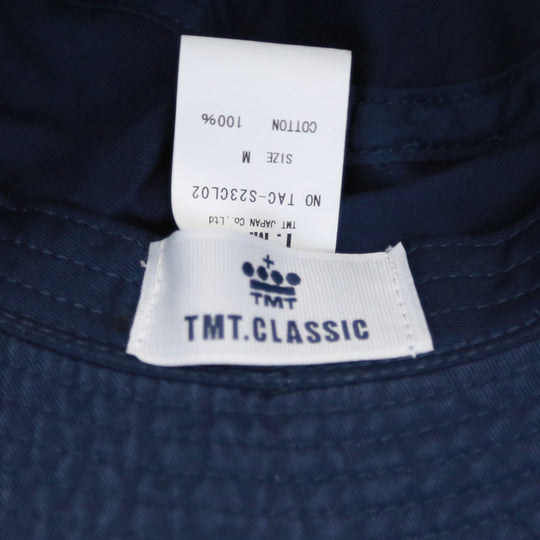 TMT
TMT.CLASSIC
TMT JAPAN Co.,Ltd
NO TAC-S23CL02
SIZE M
COTTON 100%